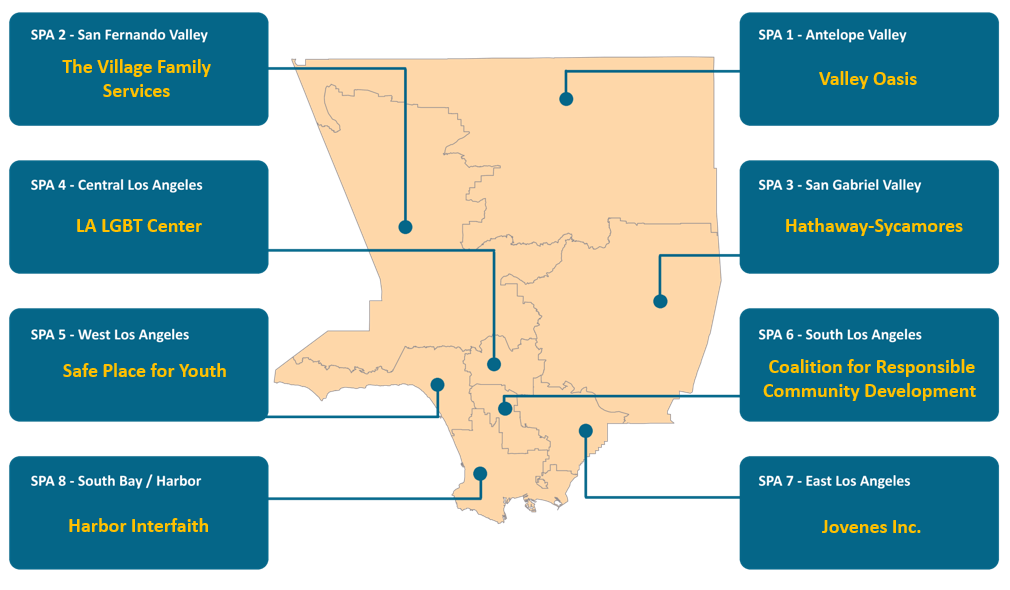 SPA 2 - San Fernando Valley
The Village Family
Services
SPA 1 - Antelope Valley
Valley Oasis
SPA 4 - Central Los Angeles
LA LGBT Center
SPA 3 - San Gabriel Valley
Hathaway-Sycamores
SPA 5 - West Los Angeles
Safe Place for Youth
SPA 6 - South Los Angeles
Coalition for Responsible
Community Development
SPA 8 - South Bay / Harbor
Harbor Interfaith
SPA 7 - East Los Angeles
Jovenes Inc.